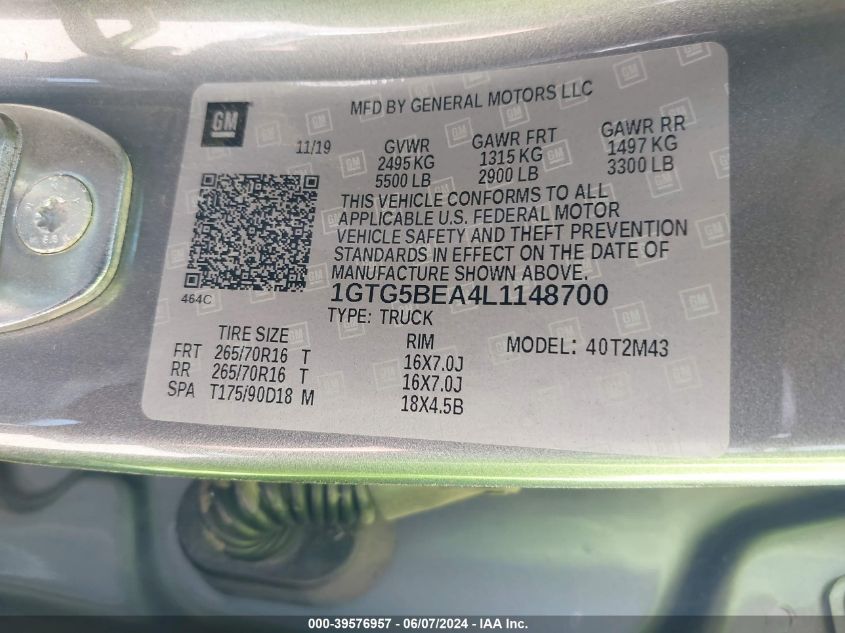 GM
MFD BY GENERAL MOTORS LLC
11/19
GVWR GAWR FRT GAWR RR
2495 KG 1315 KG 1497 KG
5500 LB 2900 LB 3300 LB
THIS VEHICLE CONFORMS TO ALL
APPLICABLE U.S. FEDERAL MOTOR
VEHICLE SAFETY AND THEFT PREVENTION
STANDARDS IN EFFECT ON THE DATE OF
MANUFACTURE SHOWN ABOVE.
464C
1GTG5BEA4L1148700
TYPE: TRUCK
TIRE SIZE RIM MODEL: 40T2M43
FRT 265/70R16 T 16X7.0J
RR 265/70R16 T 16X7.0J
SPA T175/90D18 M 18X4.5B
000-39576957 - 06/07/2024 - IAA Inc.